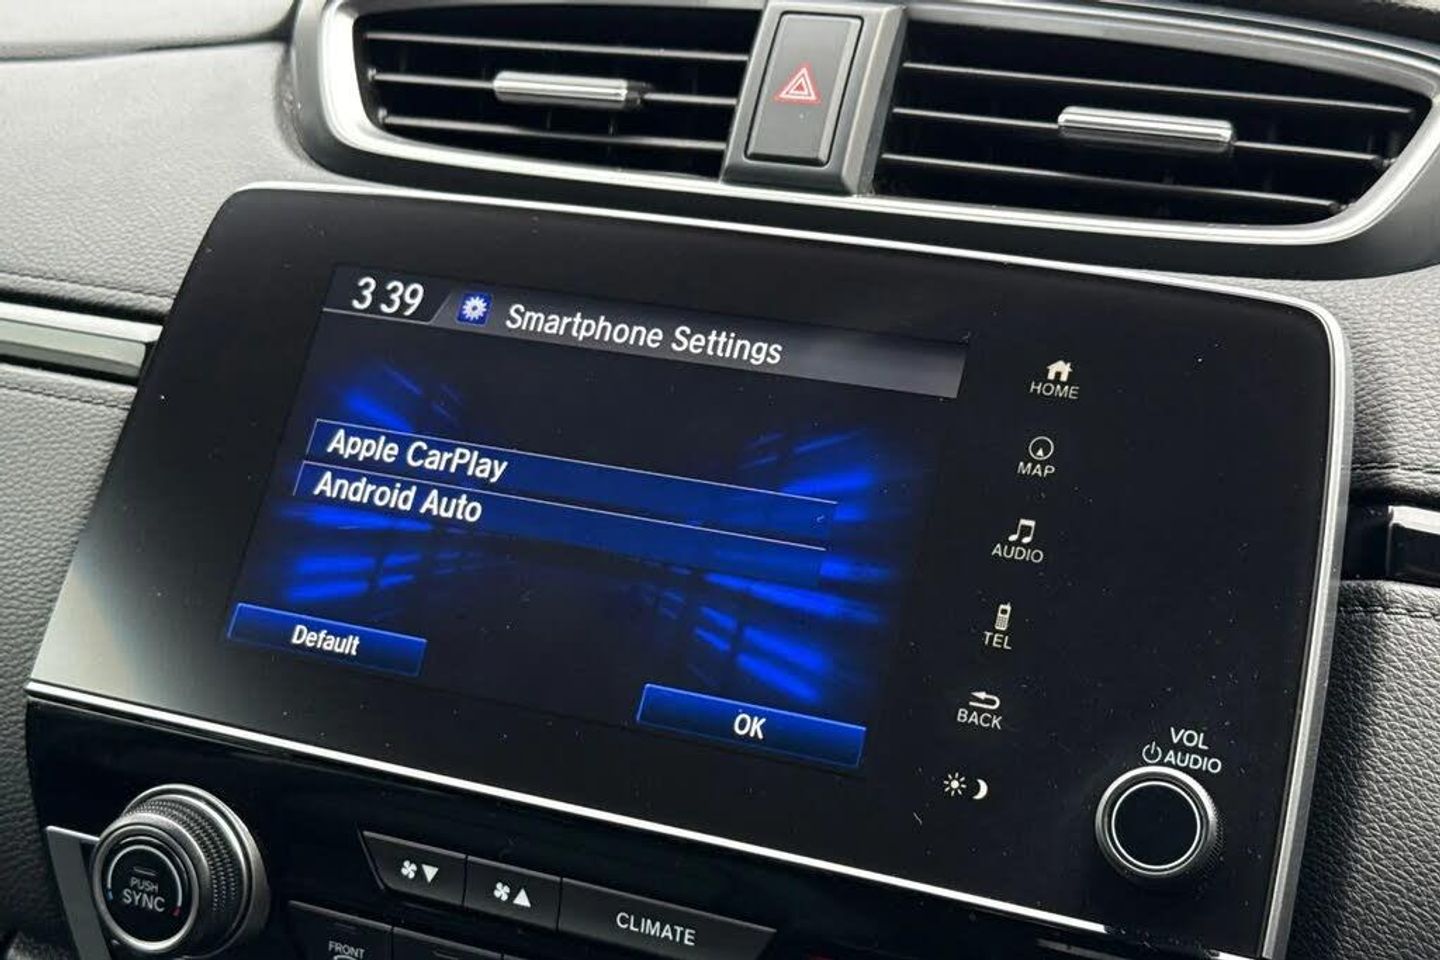 3 39 Smartphone Settings
HOME
Apple CarPlay
MAP
Android Auto
AUDIO
TEL
Default
BACK
OK
VOL
AUDIO
PUSH
SYNC
CLIMATE
FRONT